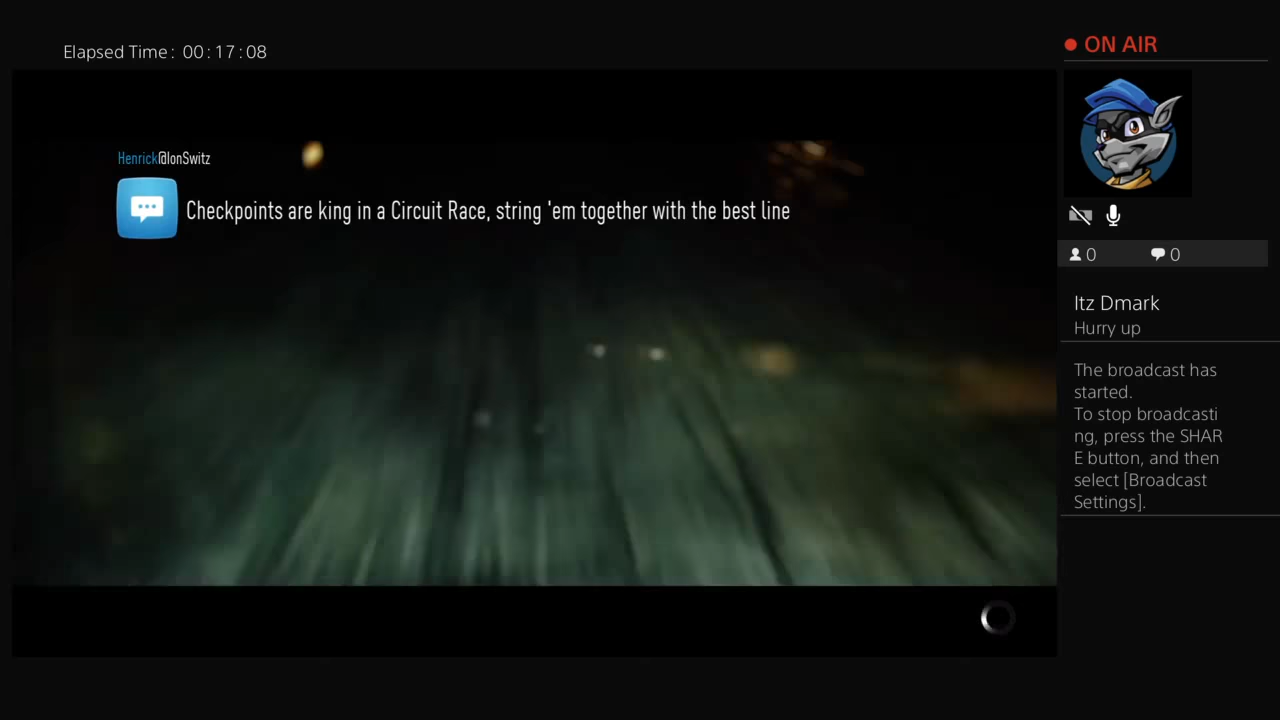 Elapsed Time: 00:17:08
ON AIR
Henrick@IonSwitz
Checkpoints are king in a Circuit Race, string 'em together with the best line
0 0
Itz Dmark
Hurry up
The broadcast has
started.
To stop broadcasti
ng, press the SHAR
E button, and then
select [Broadcast
Settings].